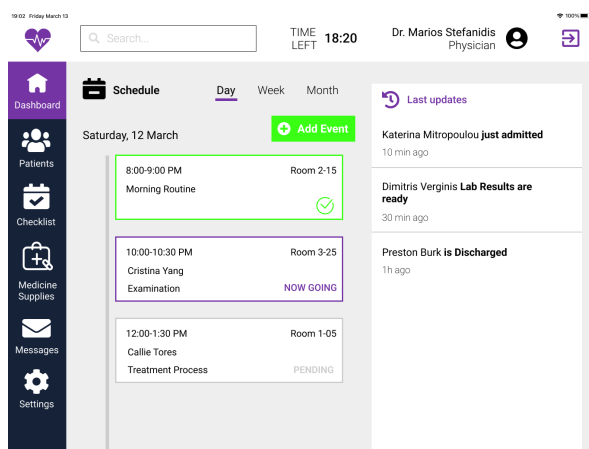 19:02 Friday March 13
100%
Search...
TIME LEFT 18:20
Dr. Marios Stefanidis
Physician
Dashboard
Patients
Checklist
Medicine
Supplies
Messages
Settings
Schedule
Day Week Month
Saturday, 12 March
Add Event
8:00-9:00 PM Room 2-15
Morning Routine
10:00-10:30 PM Room 3-25
Cristina Yang
Examination NOW GOING
12:00-1:30 PM Room 1-05
Callie Tores
Treatment Process PENDING
Last updates
Katerina Mitropoulou just admitted
10 min ago
Dimitris Verginis Lab Results are
ready
30 min ago
Preston Burk is Discharged
1h ago